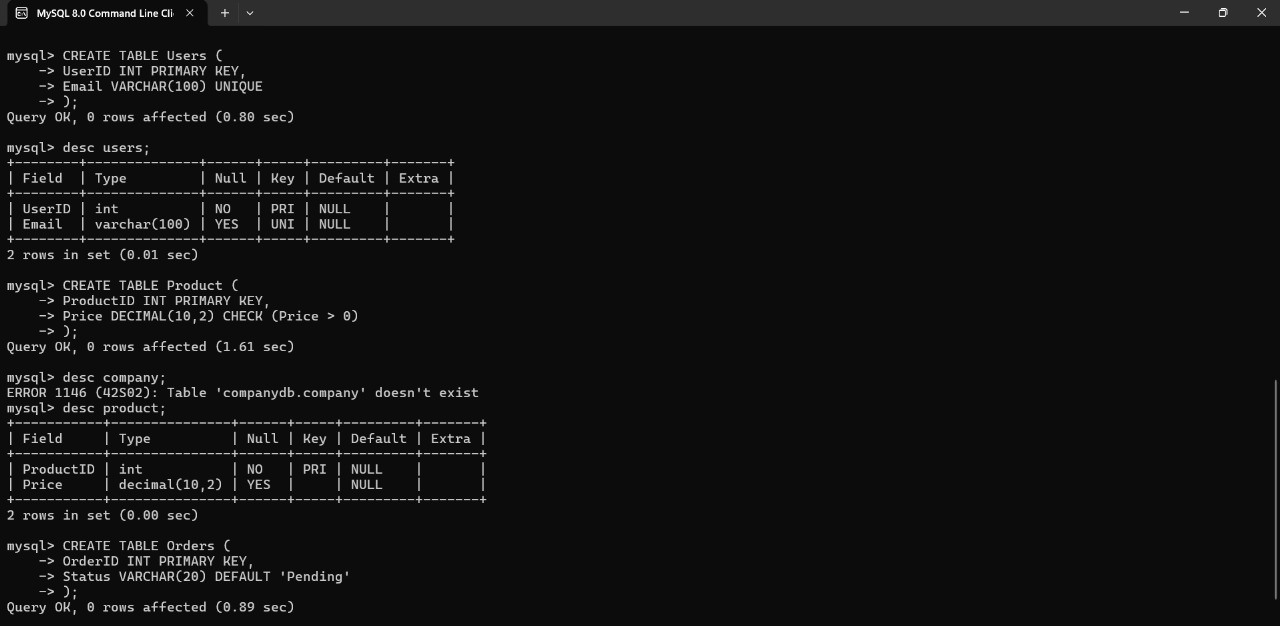 MySQL 8.0 Command Line Cli
mysql> CREATE TABLE Users (
    -> UserID INT PRIMARY KEY,
    -> Email VARCHAR(100) UNIQUE
    -> );
Query OK, 0 rows affected (0.80 sec)

mysql> desc users;
+--------+--------------+------+-----+---------+-------+
| Field  | Type         | Null | Key | Default | Extra |
+--------+--------------+------+-----+---------+-------+
| UserID | int          | NO   | PRI | NULL    |       |
| Email  | varchar(100) | YES  | UNI | NULL    |       |
+--------+--------------+------+-----+---------+-------+
2 rows in set (0.01 sec)

mysql> CREATE TABLE Product (
    -> ProductID INT PRIMARY KEY,
    -> Price DECIMAL(10,2) CHECK (Price > 0)
    -> );
Query OK, 0 rows affected (1.61 sec)

mysql> desc company;
ERROR 1146 (42S02): Table 'companydb.company' doesn't exist
mysql> desc product;
+-----------+---------------+------+-----+---------+-------+
| Field     | Type          | Null | Key | Default | Extra |
+-----------+---------------+------+-----+---------+-------+
| ProductID | int           | NO   | PRI | NULL    |       |
| Price     | decimal(10,2) | YES  |     | NULL    |       |
+-----------+---------------+------+-----+---------+-------+
2 rows in set (0.00 sec)

mysql> CREATE TABLE Orders (
    -> OrderID INT PRIMARY KEY,
    -> Status VARCHAR(20) DEFAULT 'Pending'
    -> );
Query OK, 0 rows affected (0.89 sec)